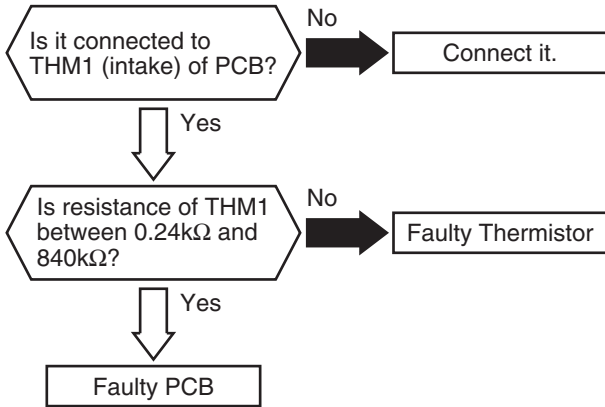 Is it connected to
THM1 (intake) of PCB?
No
Connect it.
Yes
Is resistance of THM1
between 0.24kΩ and
840kΩ?
No
Faulty Thermistor
Yes
Faulty PCB